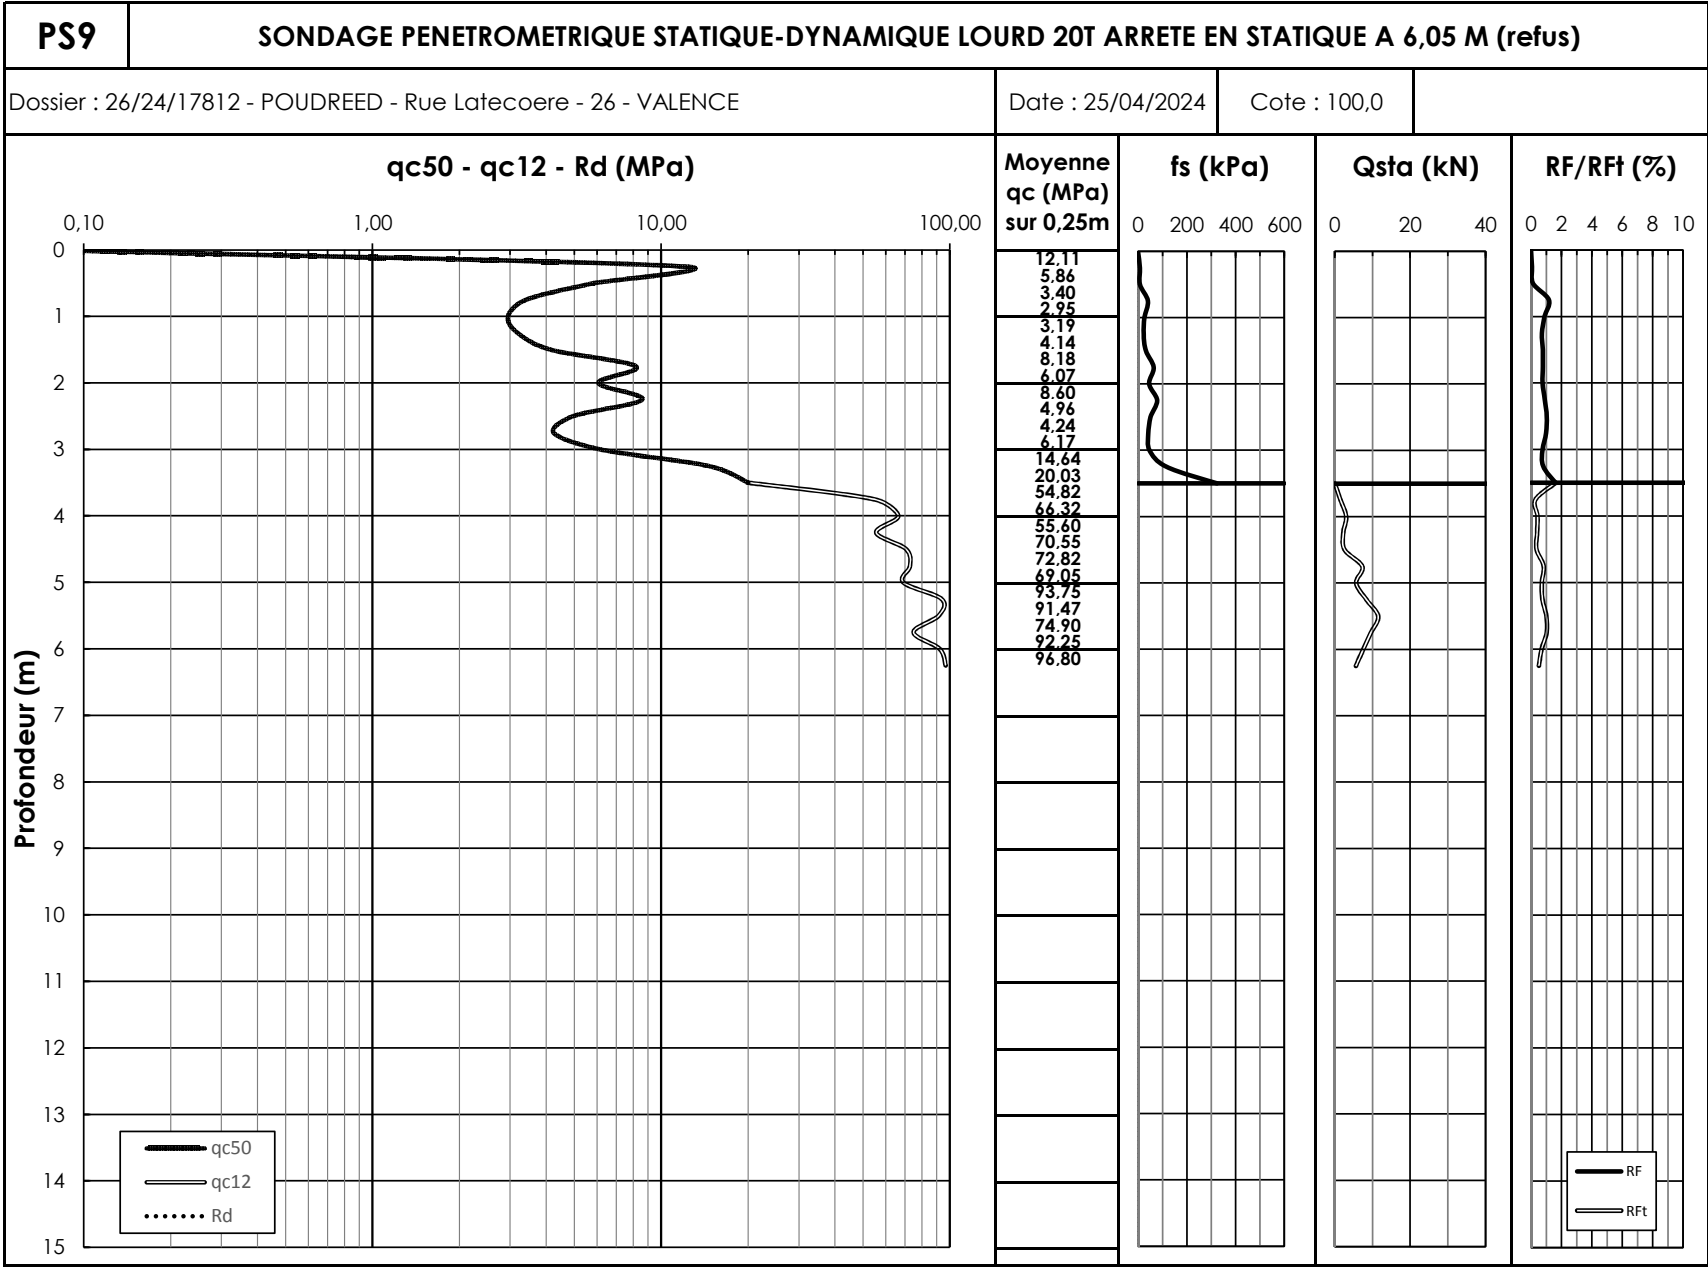 PS9
SONDAGE PENETROMETRIQUE STATIQUE-DYNAMIQUE LOURD 20T ARRETE EN STATIQUE A 6,05 M (refus)
Dossier : 26/24/17812 - POUDREED - Rue Latecoere - 26 - VALENCE
Date : 25/04/2024
Cote : 100,0
qc50 - qc12 - Rd (MPa)
0,10 1,00 10,00 100,00
Profondeur (m)
0
1
2
3
4
5
6
7
8
9
10
11
12
13
14
15
qc50
qc12
Rd
Moyenne
qc (MPa)
sur 0,25m
12,11
5,86
3,40
2,95
3,19
4,14
8,18
6,07
8,60
4,96
4,24
6,17
14,64
20,03
54,82
66,32
55,60
70,55
72,82
69,05
93,75
91,47
74,90
92,25
96,80
fs (kPa)
0 200 400 600
Qsta (kN)
0 20 40
RF/RFt (%)
0 2 4 6 8 10
RF
RFt